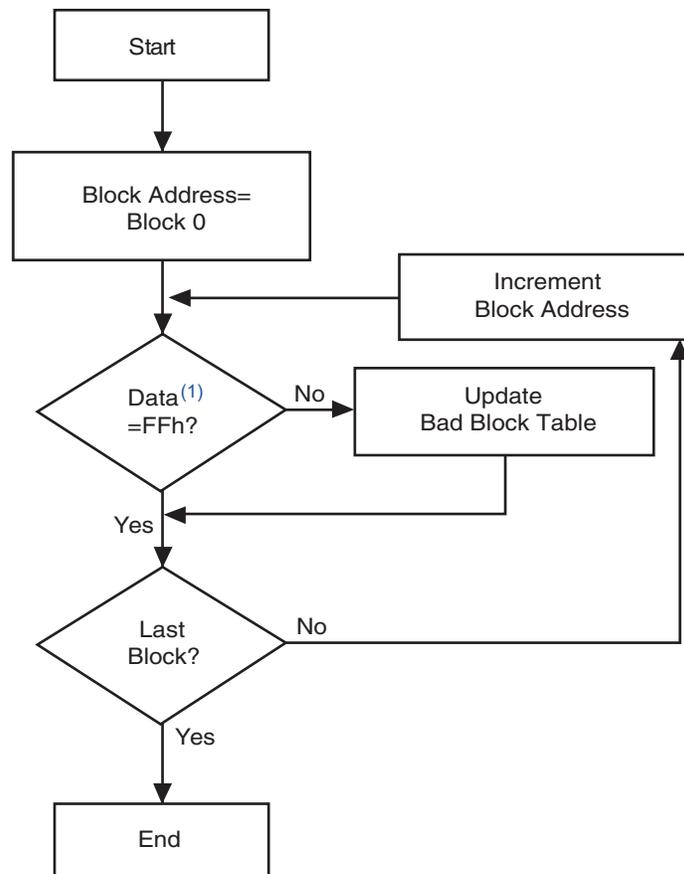 Start
Block Address=
Block 0
Increment
Block Address
Data(1)
=FFh?
No
Update
Bad Block Table
Yes
Last
Block?
No
Yes
End